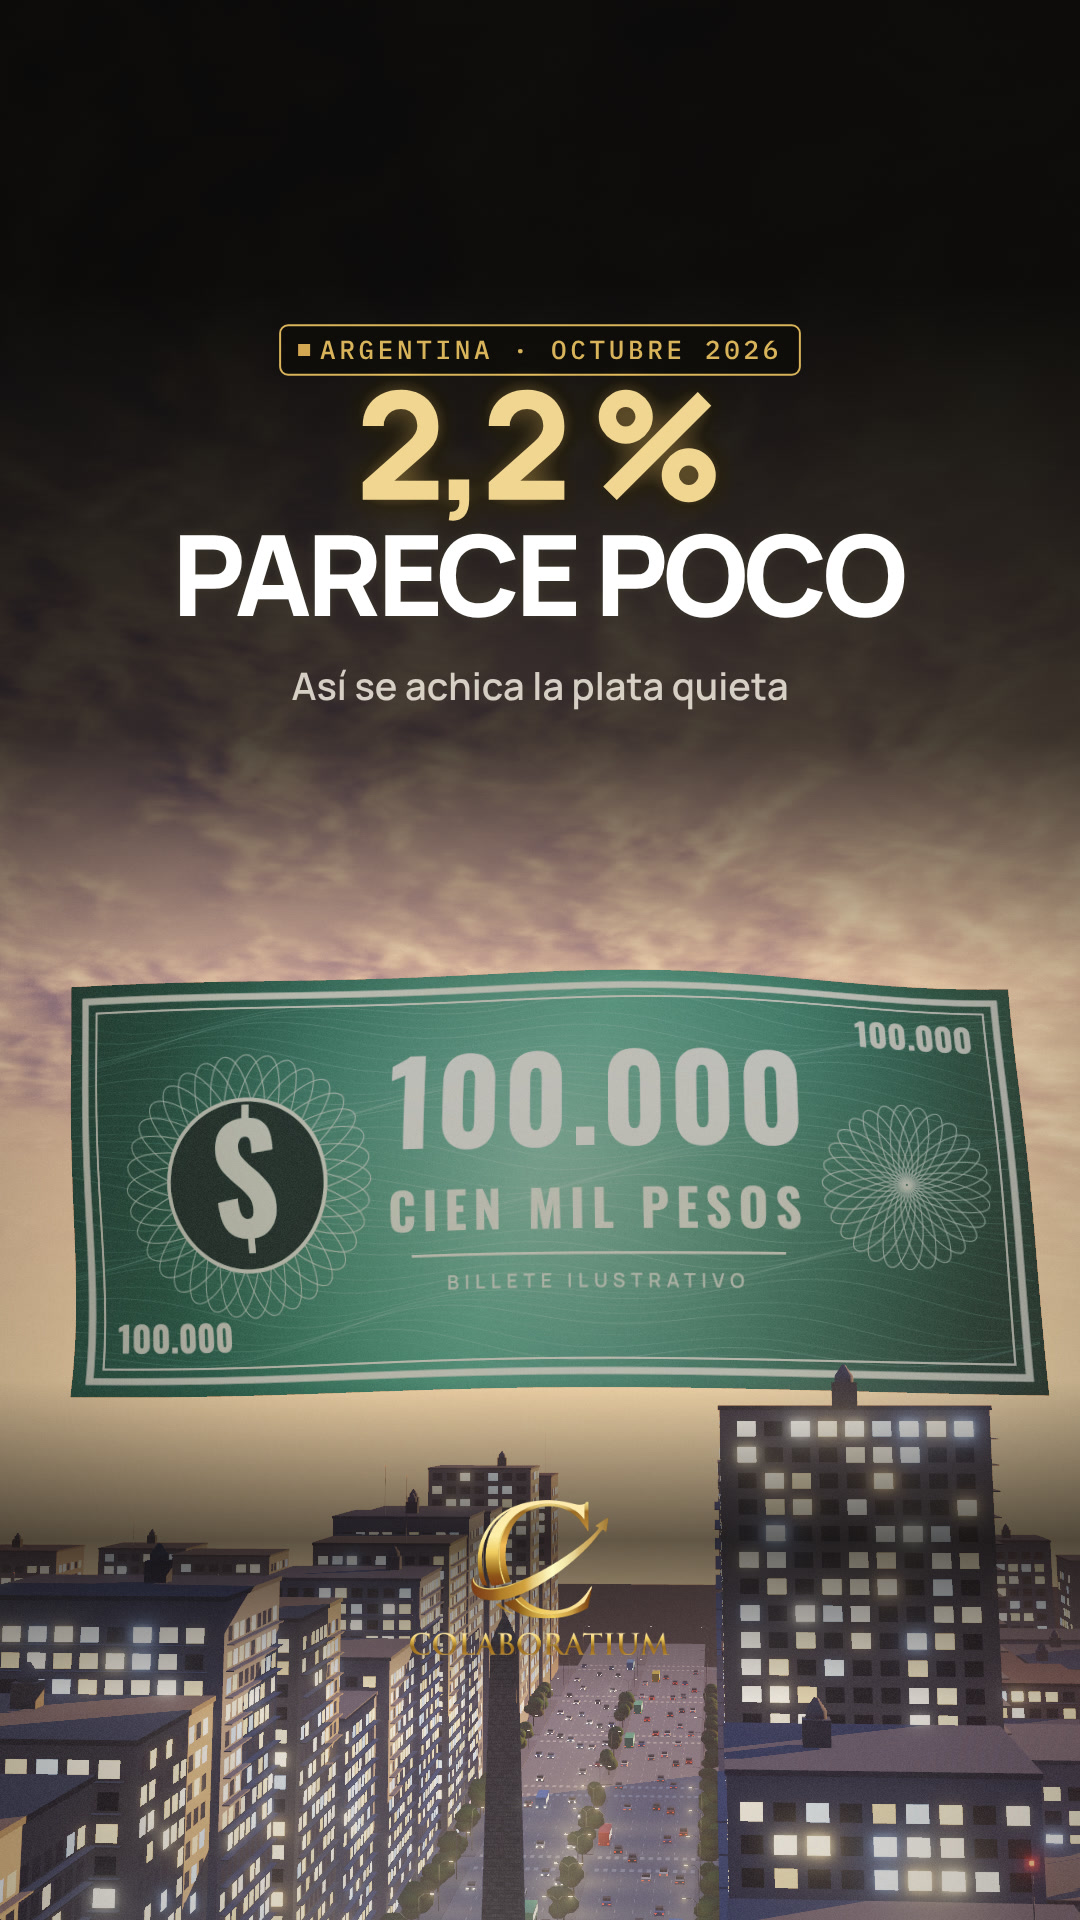 ARGENTINA · OCTUBRE 2026
2,2 %
PARECE POCO
Así se achica la plata quieta
100.000
100.000
CIEN MIL PESOS
$
BILLETE ILUSTRATIVO
100.000
COLABORATIUM